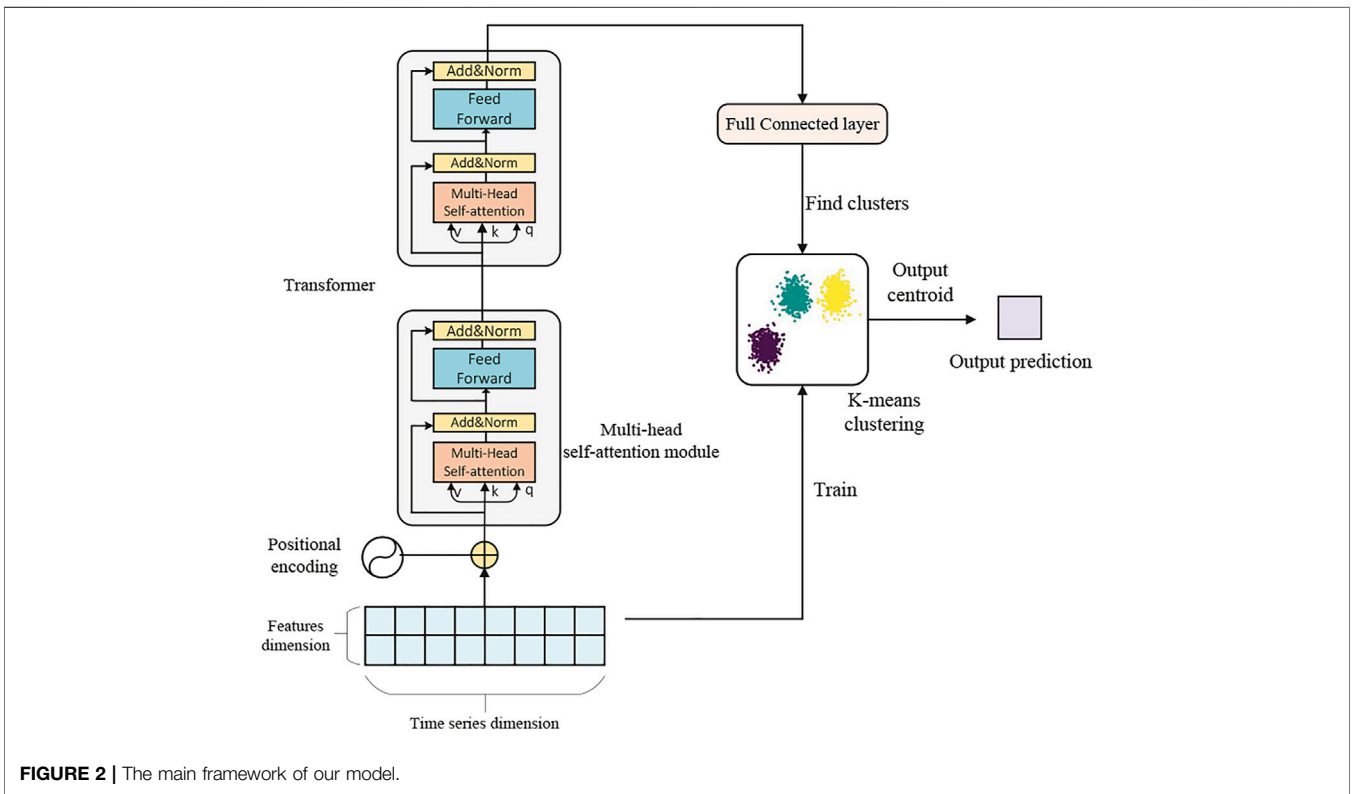 Add&Norm
Feed
Forward
Add&Norm
Multi-Head
Self-attention
v k q
Transformer
Add&Norm
Feed
Forward
Add&Norm
Multi-Head
Self-attention
v k q
Multi-head
self-attention module
Positional
encoding
Features
dimension
Time series dimension
Full Connected layer
Find clusters
Output
centroid
Output prediction
K-means
clustering
Train
FIGURE 2 | The main framework of our model.